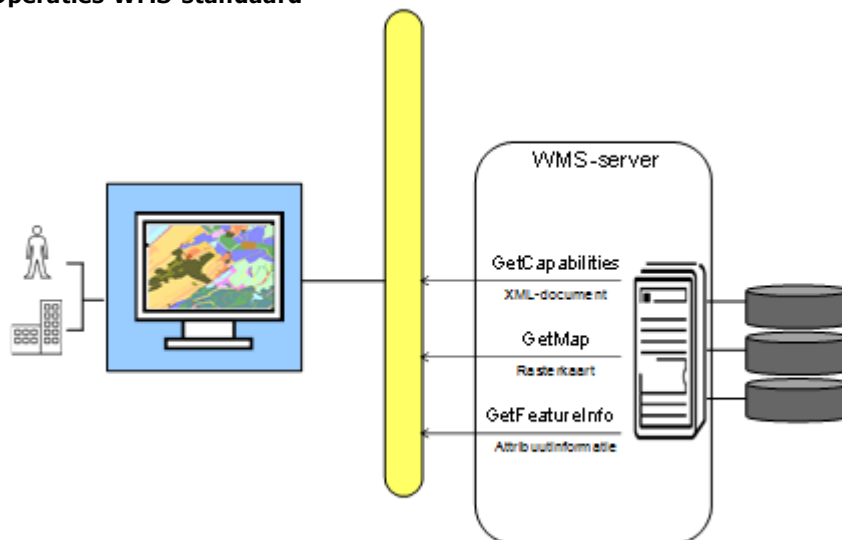 Operaties WMS-standaard
WMS-server
GetCapabilities
XML-document
GetMap
Rasterkaart
GetFeatureInfo
Attribuutinformatie